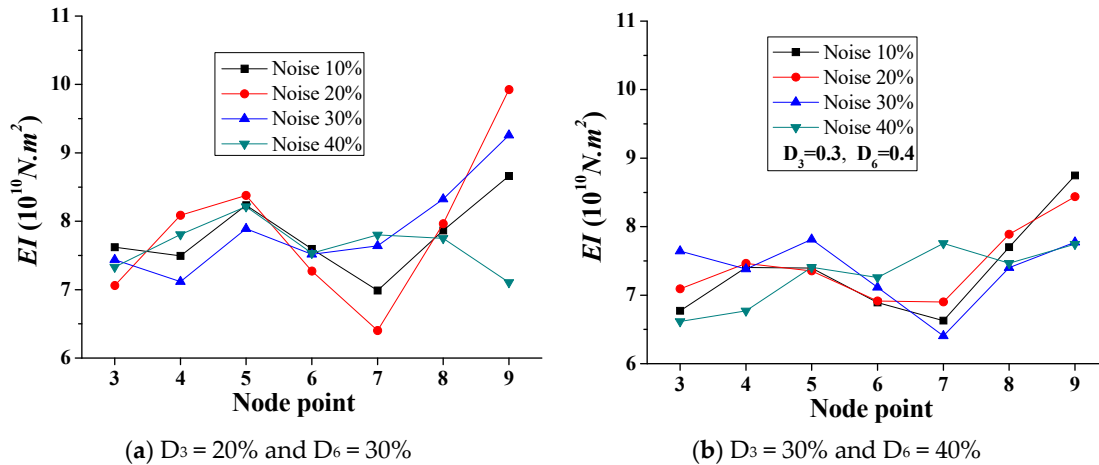 11
10
9
8
7
6
EI (10^10 N.m^2)
Noise 10%
Noise 20%
Noise 30%
Noise 40%
3 4 5 6 7 8 9
Node point
(a) D3 = 20% and D6 = 30%
11
10
9
8
7
6
EI (10^10 N.m^2)
Noise 10%
Noise 20%
Noise 30%
Noise 40%
D3=0.3, D6=0.4
3 4 5 6 7 8 9
Node point
(b) D3 = 30% and D6 = 40%